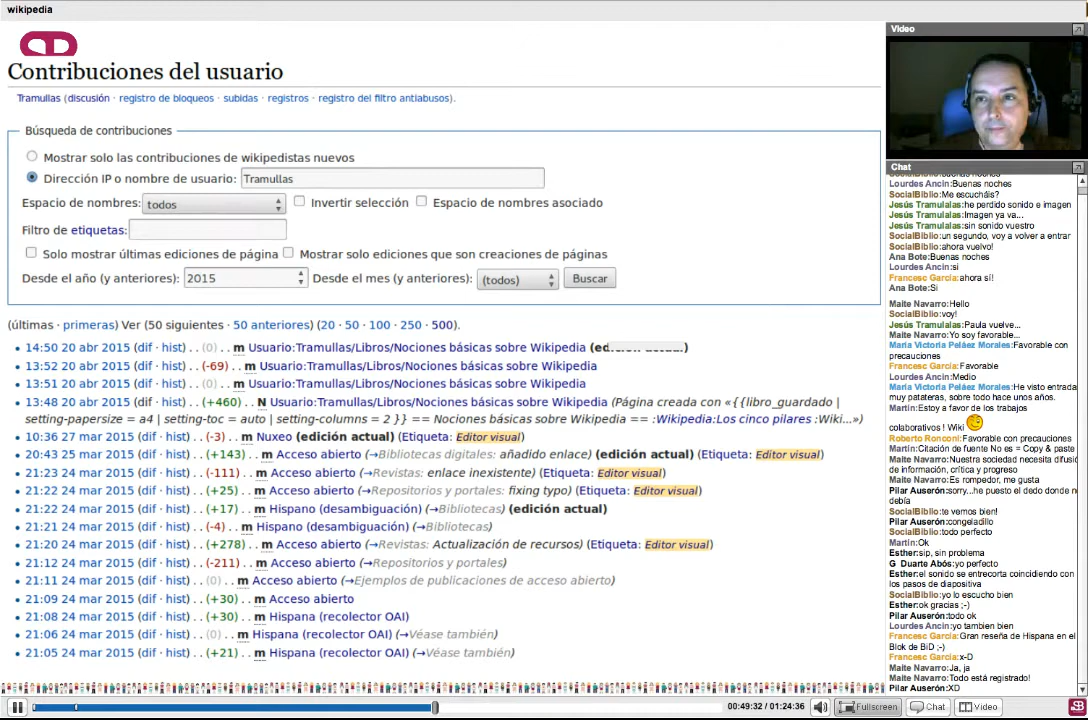 wikipedia
Contribuciones del usuario
Tramullas (discusión · registro de bloqueos · subidas · registros · registro del filtro antiabusos).
Búsqueda de contribuciones
Mostrar solo las contribuciones de wikipedistas nuevos
Dirección IP o nombre de usuario: Tramullas
Espacio de nombres: todos Invertir selección Espacio de nombres asociado
Filtro de etiquetas:
Solo mostrar últimas ediciones de página Mostrar solo ediciones que son creaciones de páginas
Desde el año (y anteriores): 2015 Desde el mes (y anteriores): (todos) Buscar
(últimas · primeras) Ver (50 siguientes · 50 anteriores) (20 · 50 · 100 · 250 · 500).
14:50 20 abr 2015 (dif · hist) . . (0) . . m Usuario:Tramullas/Libros/Nociones básicas sobre Wikipedia (edición actual)
13:52 20 abr 2015 (dif · hist) . . (-69) . . m Usuario:Tramullas/Libros/Nociones básicas sobre Wikipedia
13:51 20 abr 2015 (dif · hist) . . (0) . . m Usuario:Tramullas/Libros/Nociones básicas sobre Wikipedia
13:48 20 abr 2015 (dif · hist) . . (+460) . . N Usuario:Tramullas/Libros/Nociones básicas sobre Wikipedia (Página creada con «{{libro_guardado |
setting-papersize = a4 | setting-toc = auto | setting-columns = 2 }} == Nociones básicas sobre Wikipedia == :Wikipedia:Los cinco pilares :Wiki...»)
10:36 27 mar 2015 (dif · hist) . . (-3) . . m Nuxeo (edición actual) (Etiqueta: Editor visual)
20:43 25 mar 2015 (dif · hist) . . (+143) . . m Acceso abierto (→Bibliotecas digitales: añadido enlace) (edición actual) (Etiqueta: Editor visual)
21:23 24 mar 2015 (dif · hist) . . (-111) . . m Acceso abierto (→Revistas: enlace inexistente) (Etiqueta: Editor visual)
21:22 24 mar 2015 (dif · hist) . . (+25) . . m Acceso abierto (→Repositorios y portales: fixing typo) (Etiqueta: Editor visual)
21:22 24 mar 2015 (dif · hist) . . (+17) . . m Hispano (desambiguación) (→Bibliotecas) (edición actual)
21:21 24 mar 2015 (dif · hist) . . (-4) . . m Hispano (desambiguación) (→Bibliotecas)
21:20 24 mar 2015 (dif · hist) . . (+278) . . m Acceso abierto (→Revistas: Actualización de recursos) (Etiqueta: Editor visual)
21:12 24 mar 2015 (dif · hist) . . (-211) . . m Acceso abierto (→Repositorios y portales)
21:11 24 mar 2015 (dif · hist) . . (0) . . m Acceso abierto (→Ejemplos de publicaciones de acceso abierto)
21:09 24 mar 2015 (dif · hist) . . (+30) . . m Acceso abierto
21:08 24 mar 2015 (dif · hist) . . (+30) . . m Hispana (recolector OAI)
21:06 24 mar 2015 (dif · hist) . . (0) . . m Hispana (recolector OAI) (→Véase también)
21:05 24 mar 2015 (dif · hist) . . (+21) . . m Hispana (recolector OAI) (→Véase también)
Video
Chat
SocialBiblio:buenas noches
Lourdes Ancin:Buenas noches
SocialBiblio:Me escucháis?
Jesús Tramulalas:he perdido sonido e imagen
Jesús Tramulalas:Imagen ya va...
Jesús Tramulalas:sin sonido vuestro
SocialBiblio:un segundo, voy a volver a entrar
SocialBiblio:ahora vuelvo!
Ana Bote:Buenas noches
Lourdes Ancin:si
Francesc García:ahora sí!
Ana Bote:Si
Maite Navarro:Hello
SocialBiblio:voy!
Jesús Tramulalas:Paula vuelve...
Maite Navarro:Yo soy favorable...
María Victoria Peláez Morales:Favorable con
precauciones
Francesc García:Favorable
Lourdes Ancin:Medio
María Victoria Peláez Morales:He visto entrada
muy patateras, sobre todo hace unos años.
Martín:Estoy a favor de los trabajos
colaborativos ! Wiki
Roberto Ronconi:Favorable con precauciones
Martín:Citación de fuente No es = Copy & paste
Maite Navarro:Nuestra sociedad necesita difusió
de información, crítica y progreso
Maite Navarro:Es rompedor, me gusta
Pilar Auserón:sorry...he puesto el dedo donde n
debía
SocialBiblio:te vemos bien!
Pilar Auserón:congeladillo
SocialBiblio:todo perfecto
Martín:Ok
Esther:sip, sin problema
G Duarte Abós:yo perfecto
Esther:el sonido se entrecorta coincidiendo con
los pasos de diapositiva
SocialBiblio:yo lo escucho bien
Esther:ok gracias ;-)
Pilar Auserón:todo ok
Lourdes Ancin:yo tambien bien
Francesc García:Gran reseña de Hispana en el
Blok de BiD ;-)
Francesc García:x-D
Maite Navarro:Ja, ja
Maite Navarro:Todo está registrado!
Pilar Auserón:XD
00:49:32 / 01:24:36 Fullscreen Chat Video